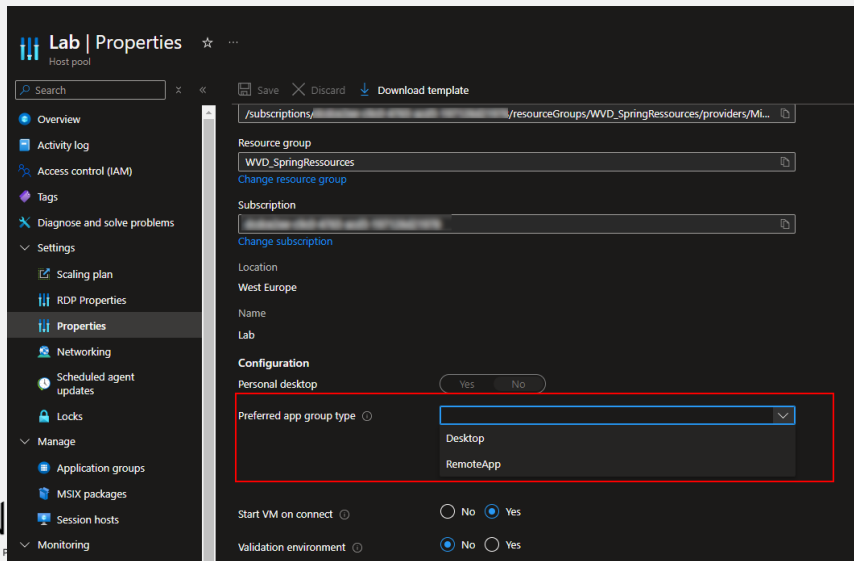 Lab | Properties
Host pool
Search
Save Discard Download template
Overview
Activity log
Access control (IAM)
Tags
Diagnose and solve problems
Settings
Scaling plan
RDP Properties
Properties
Networking
Scheduled agent
updates
Locks
Manage
Application groups
MSIX packages
Session hosts
Monitoring
/subscriptions/ /resourceGroups/WVD_SpringRessources/providers/Mi...
Resource group
WVD_SpringRessources
Change resource group
Subscription
Change subscription
Location
West Europe
Name
Lab
Configuration
Personal desktop Yes No
Preferred app group type
Desktop
RemoteApp
Start VM on connect No Yes
Validation environment No Yes